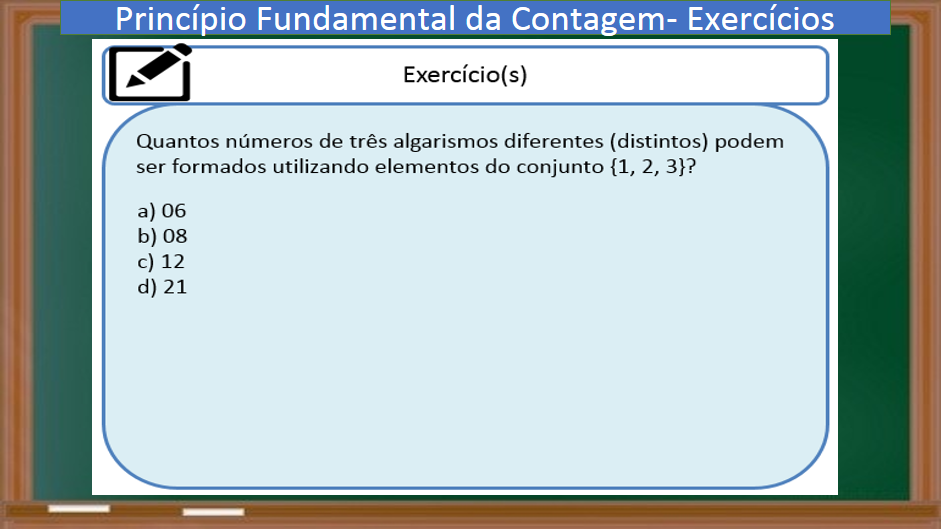 Princípio Fundamental da Contagem- Exercícios
Exercício(s)
Quantos números de três algarismos diferentes (distintos) podem
ser formados utilizando elementos do conjunto {1, 2, 3}?
a) 06
b) 08
c) 12
d) 21